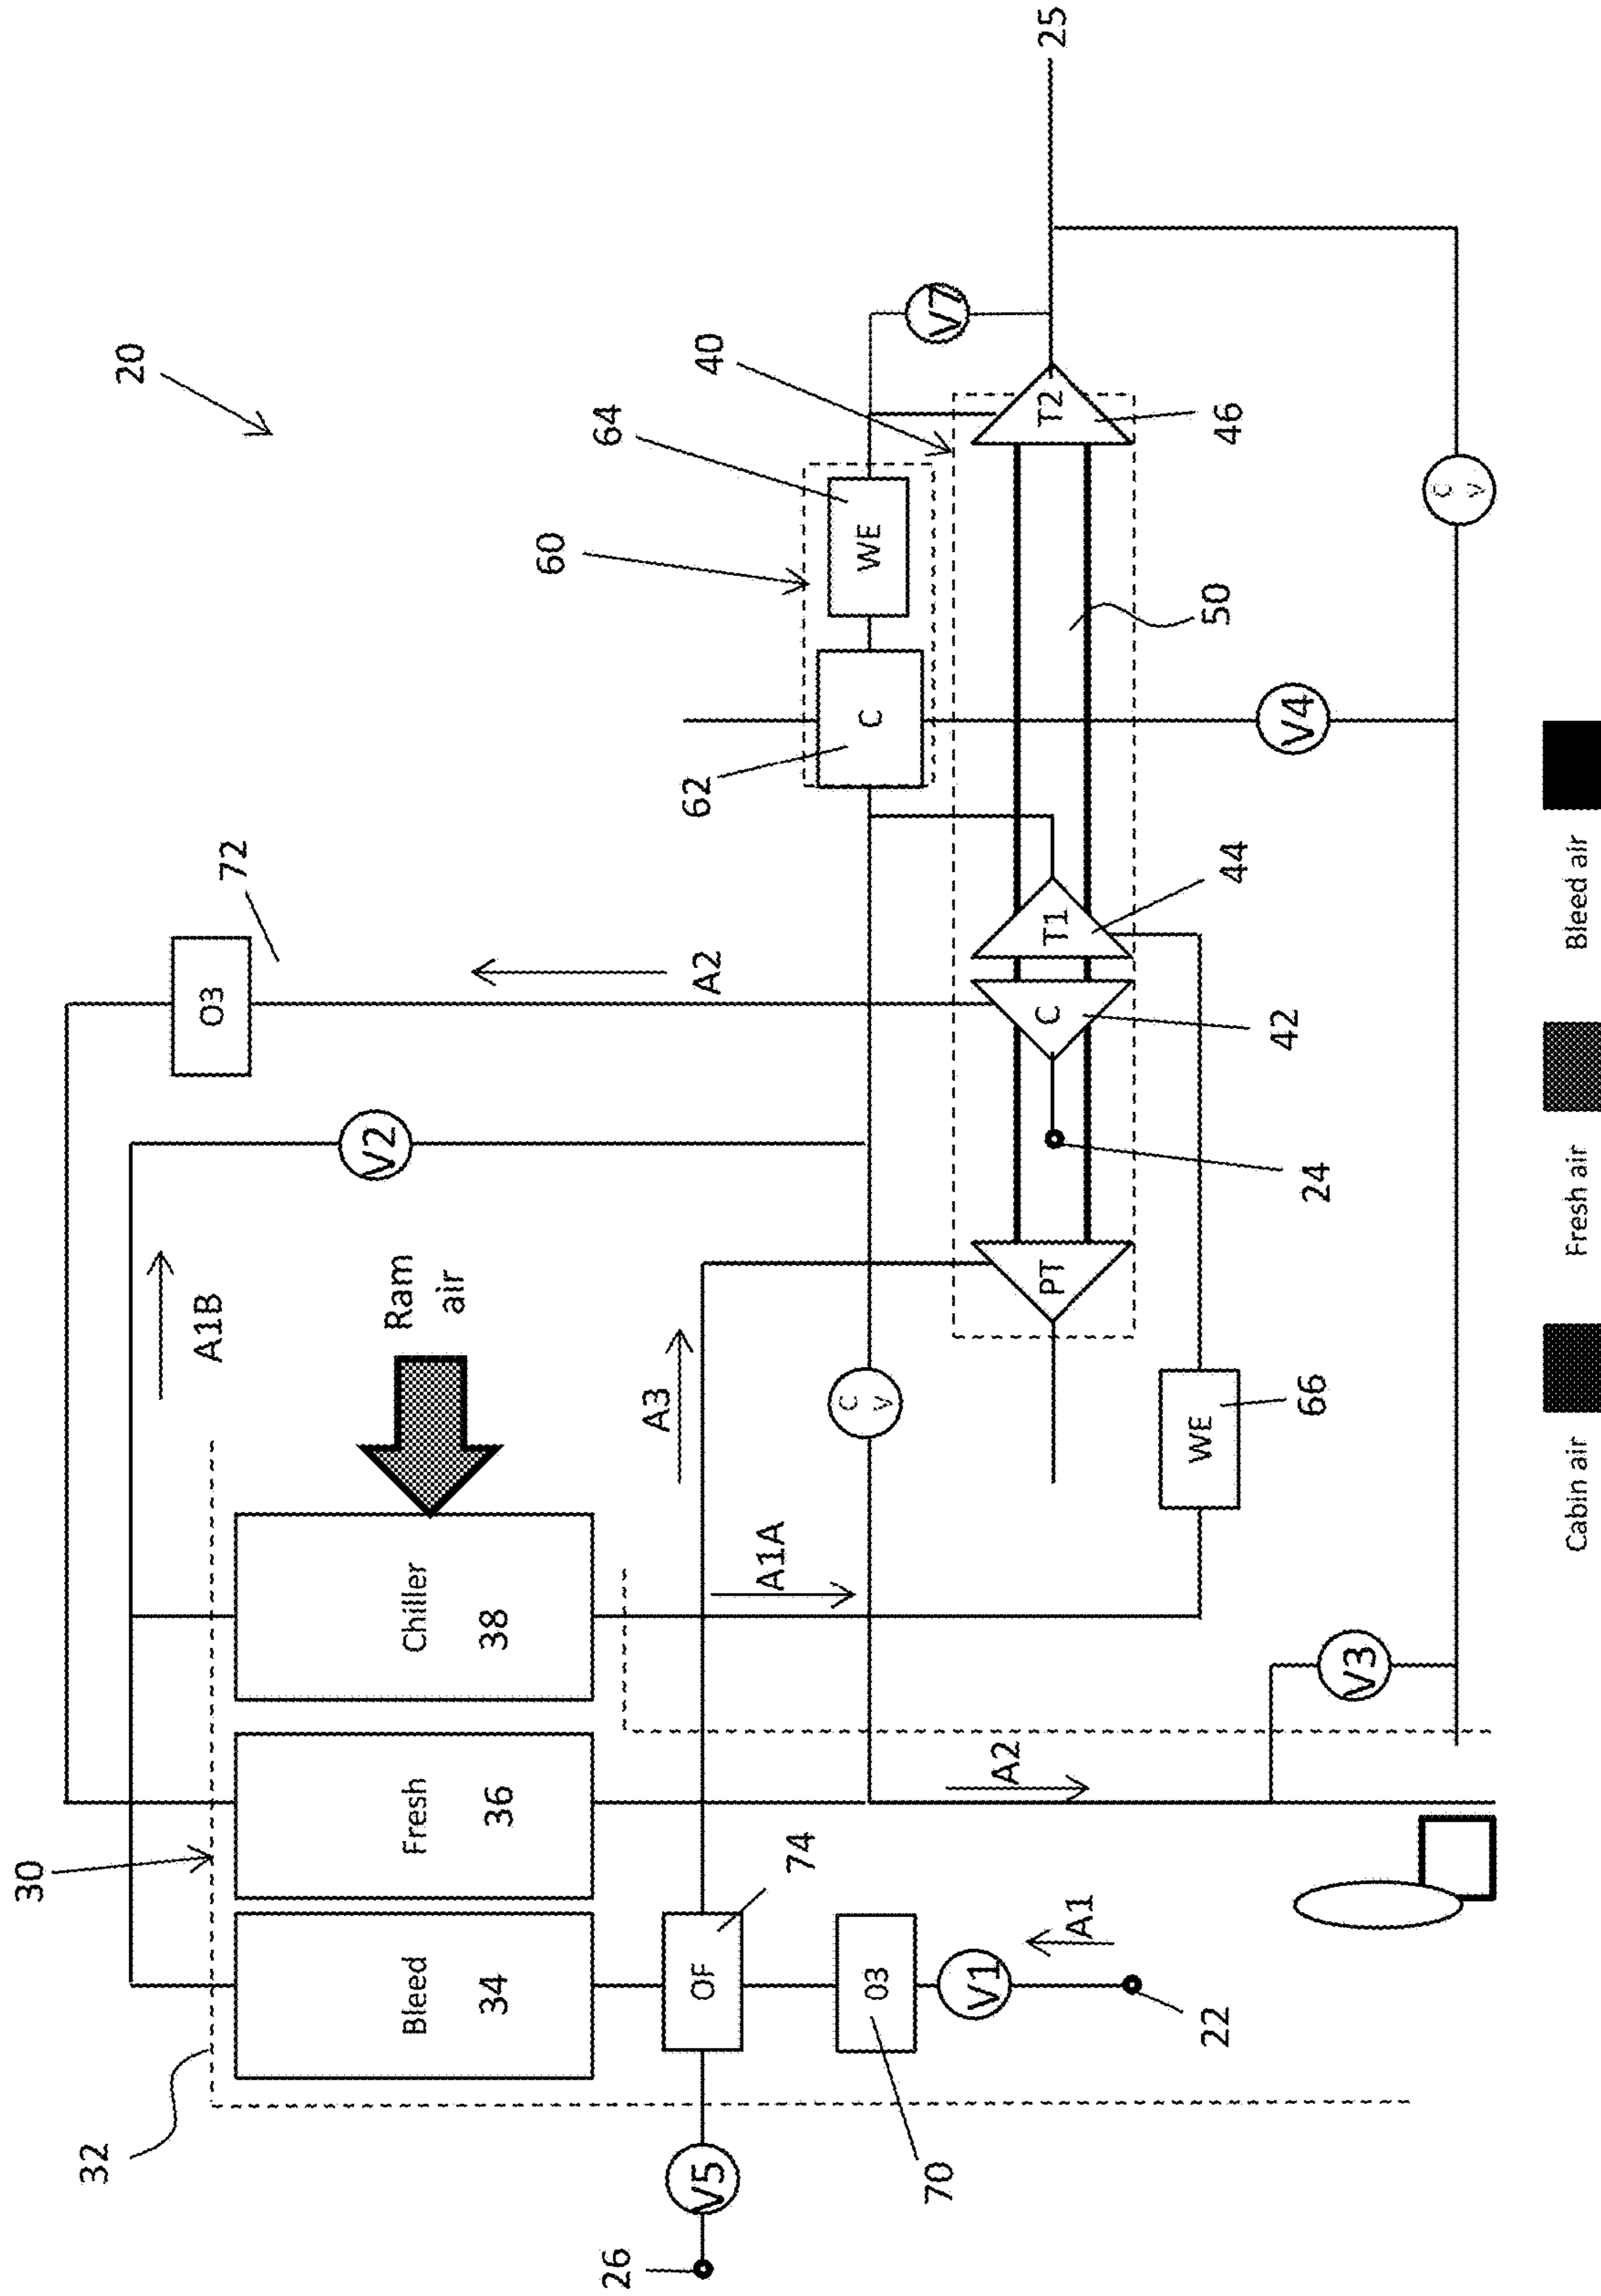 20
25
72
O3
A2
V2
A1B
Ram
air
30
32
Chiller
38
Fresh
36
Bleed
34
A3
A1A
OF
74
V5
26
O3
70
V1
A1
22
A2
C
V
V3
60
62
C
64
WE
V7
40
PT
C
T1
T2
24
42
44
50
46
WE
66
V4
C
V
Cabin air
Fresh air
Bleed air